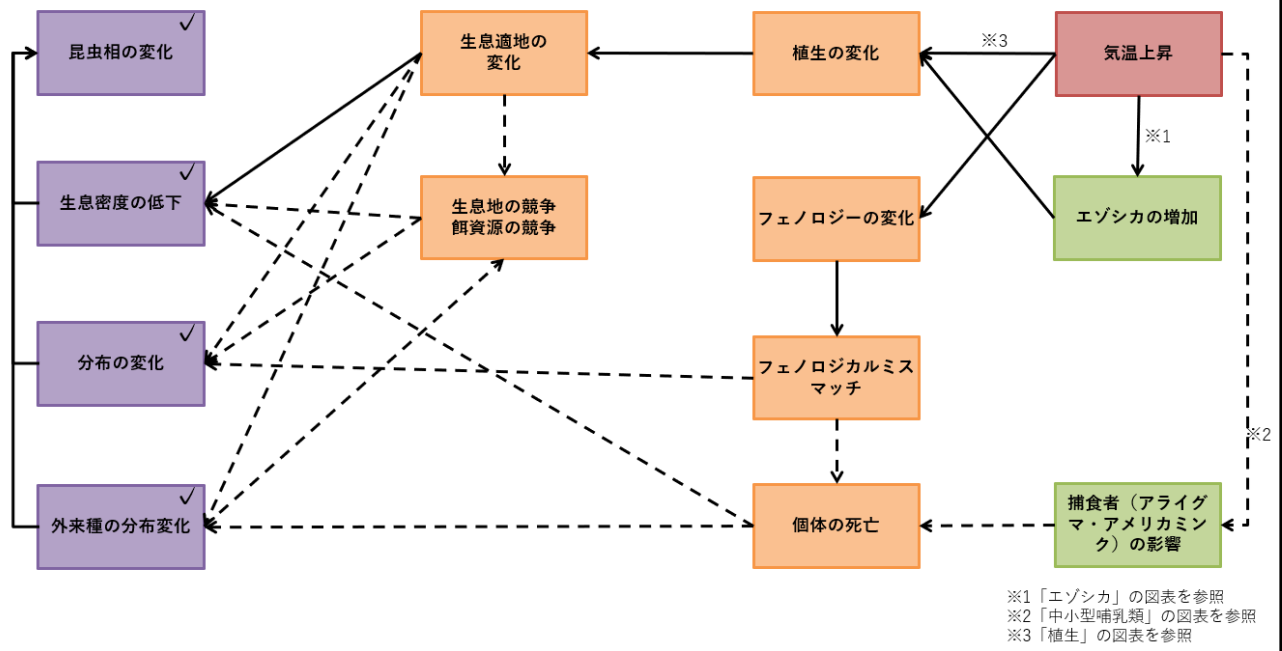 昆虫相の変化
✓
生息適地の
変化
植生の変化
※3
気温上昇
※1
生息密度の低下
✓
生息地の競争
餌資源の競争
フェノロジーの変化
エゾシカの増加
分布の変化
✓
フェノロジカルミス
マッチ
※2
外来種の分布変化
✓
個体の死亡
捕食者（アライグ
マ・アメリカミン
ク）の影響
※1「エゾシカ」の図表を参照
※2「中小型哺乳類」の図表を参照
※3「植生」の図表を参照